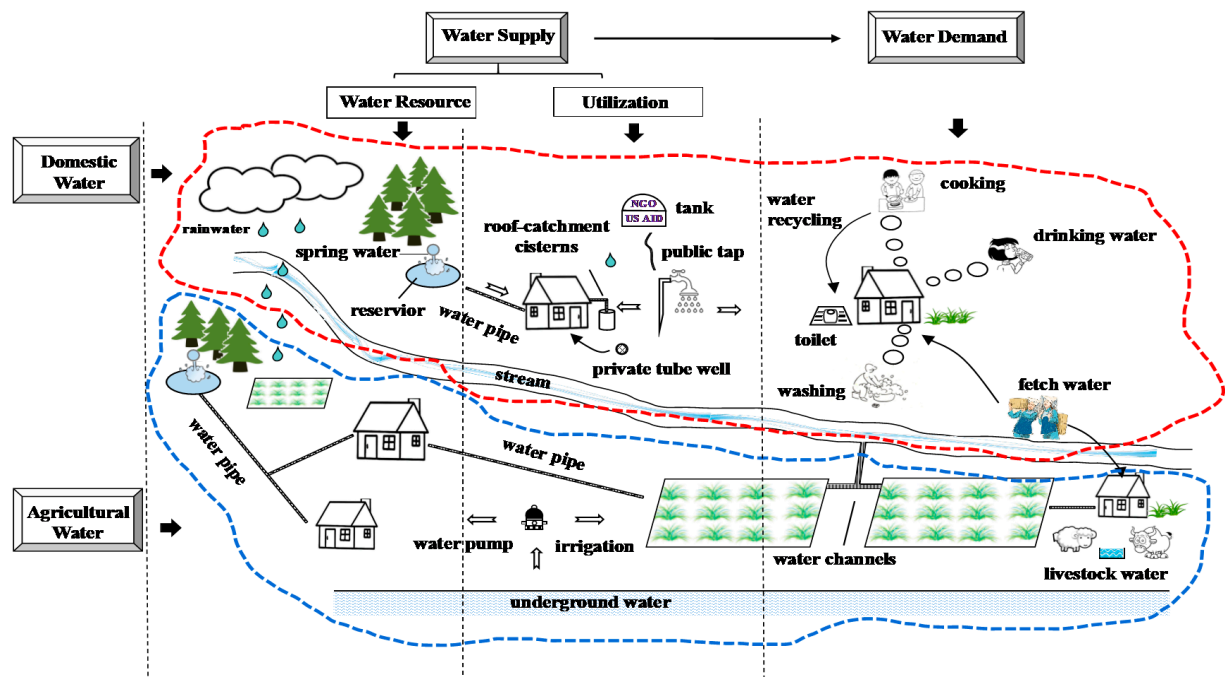 Water Supply
Water Demand
Water Resource
Utilization
Domestic
Water
rainwater
spring water
reservior
water pipe
roof-catchment
cisterns
NGO
US AID
tank
public tap
private tube well
stream
water
recycling
cooking
drinking water
toilet
washing
fetch water
Agricultural
Water
water pipe
water pipe
water pump
irrigation
water channels
livestock water
underground water